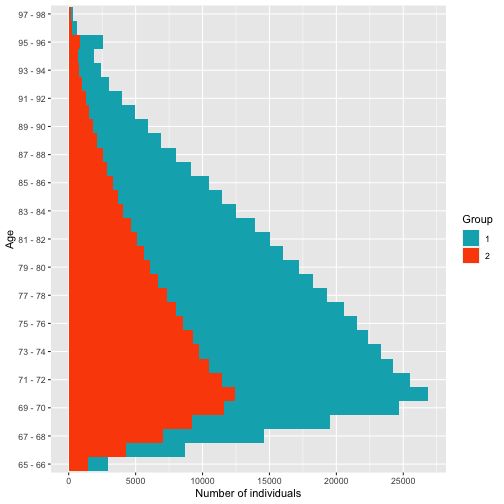 97 - 98
95 - 96
93 - 94
91 - 92
89 - 90
87 - 88
85 - 86
83 - 84
81 - 82
79 - 80
77 - 78
75 - 76
73 - 74
71 - 72
69 - 70
67 - 68
65 - 66
Age
0 5000 10000 15000 20000 25000
Number of individuals
Group
1
2